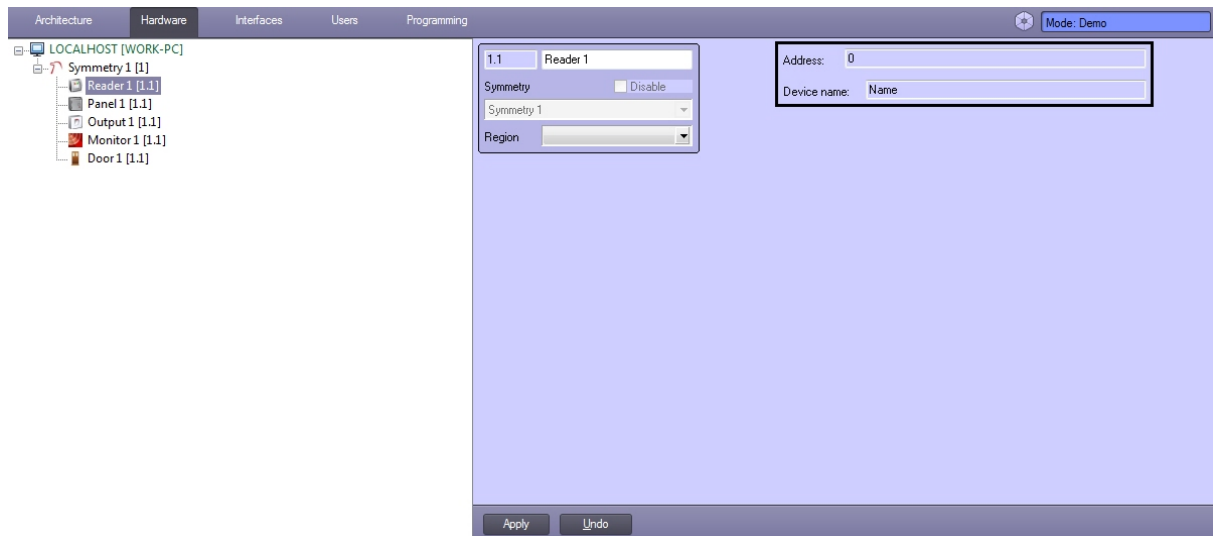 Architecture Hardware Interfaces Users Programming Mode: Demo
LOCALHOST [WORK-PC]
Symmetry 1 [1]
Reader 1 [1.1]
Panel 1 [1.1]
Output 1 [1.1]
Monitor 1 [1.1]
Door 1 [1.1]
1.1 Reader 1
Symmetry Disable
Symmetry 1
Region
Address: 0
Device name: Name
Apply Undo